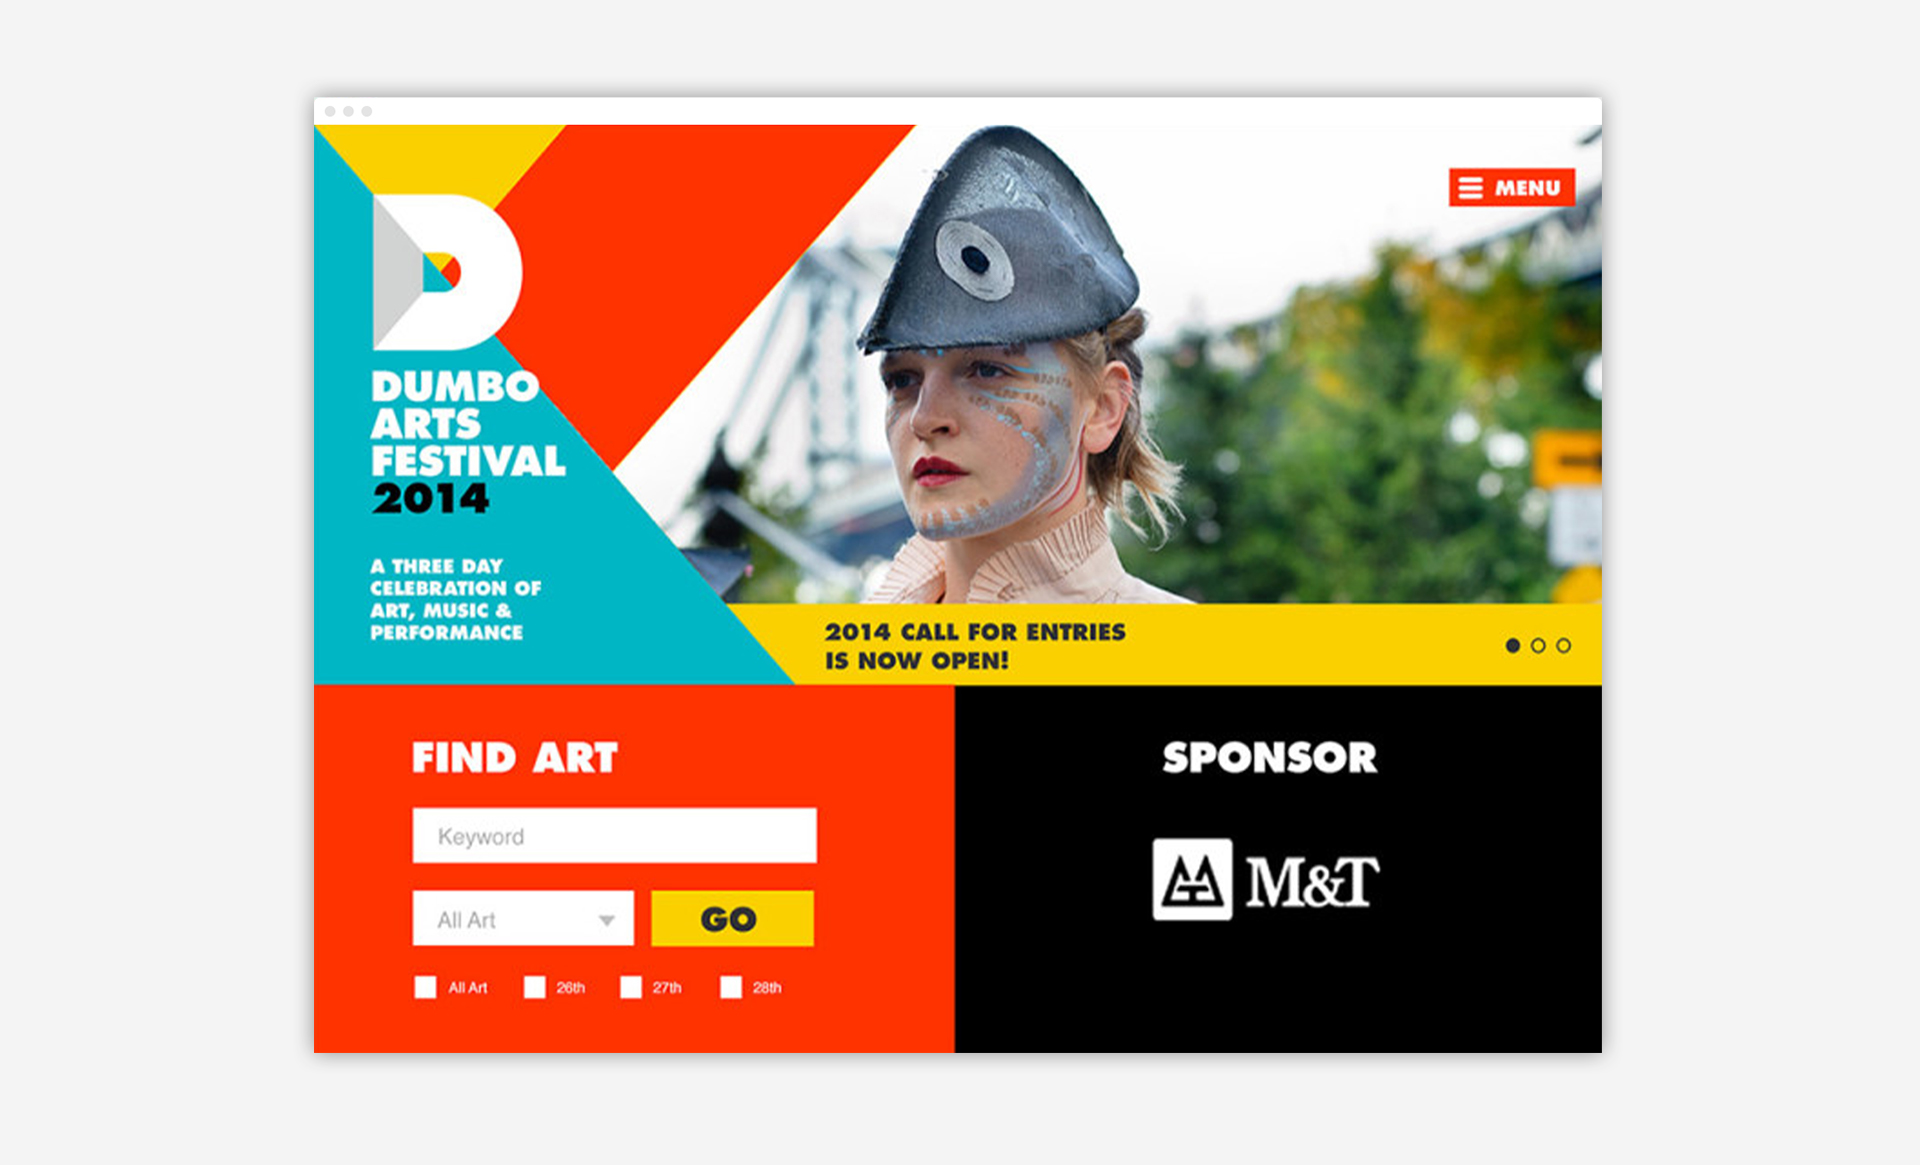 MENU
DUMBO
ARTS
FESTIVAL
2014
A THREE DAY
CELEBRATION OF
ART, MUSIC &
PERFORMANCE
2014 CALL FOR ENTRIES
IS NOW OPEN!
FIND ART
Keyword
All Art
GO
All Art
26th
27th
28th
SPONSOR
M&T